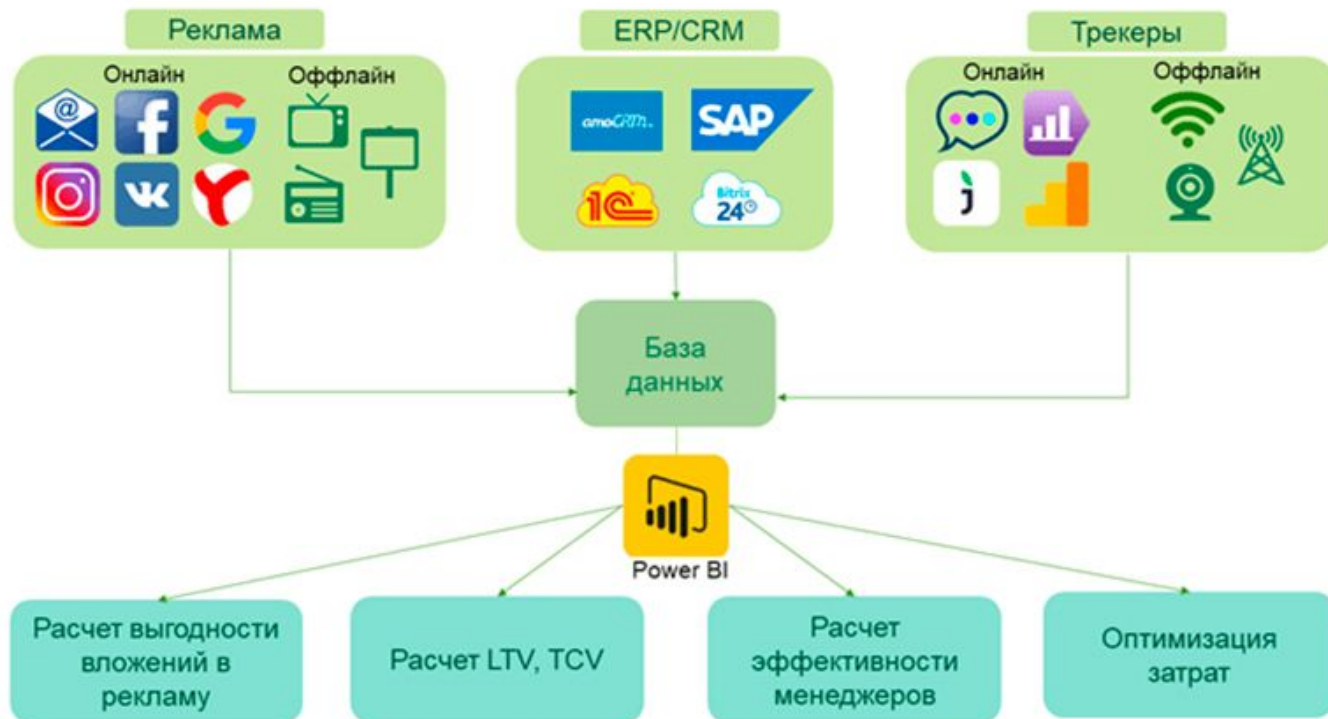 Реклама
ERP/CRM
Трекеры
Онлайн
Оффлайн
@
amoCRM.
SAP
1С
Bitrix
24
Онлайн
Оффлайн
База
данных
Power BI
Расчет выгодности
вложений в
рекламу
Расчет LTV, TCV
Расчет
эффективности
менеджеров
Оптимизация
затрат